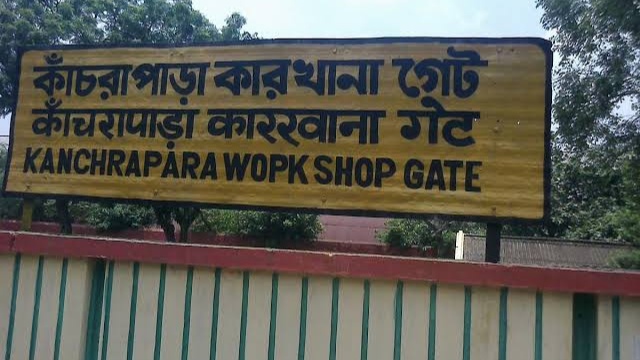 কাঁচরাপাড়া কারখানা গেট
काँचरापाड़ा कारखाना गेट
KANCHRAPARA WOPK SHOP GATE